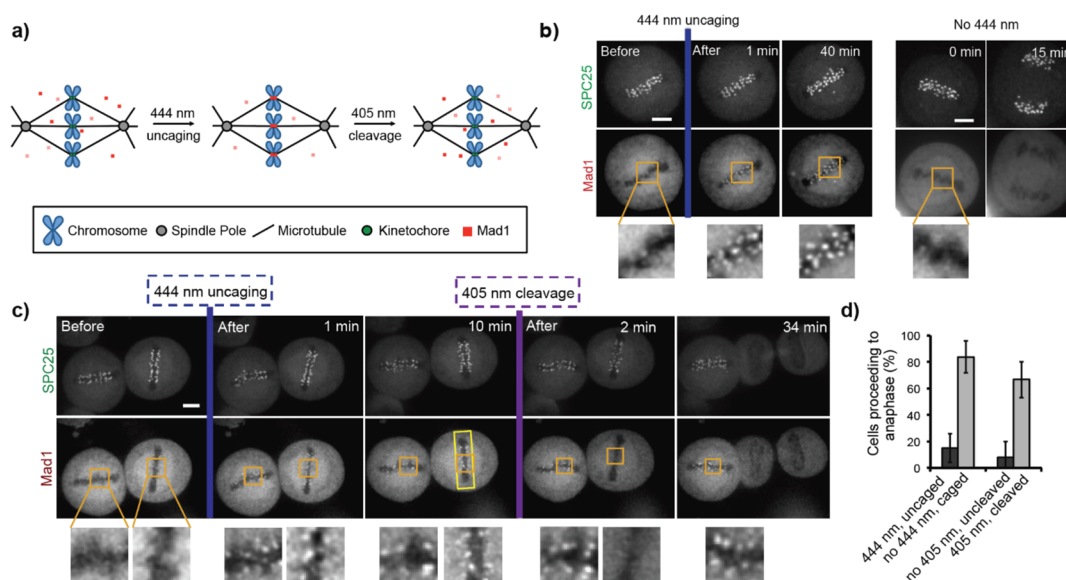 a)
444 nm
uncaging
405 nm
cleavage
Chromosome
Spindle Pole
Microtubule
Kinetochore
Mad1
b)
444 nm uncaging
No 444 nm
Before
After
1 min
40 min
0 min
15 min
SPC25
Mad1
c)
444 nm uncaging
405 nm cleavage
Before
After
1 min
10 min
After
2 min
34 min
SPC25
Mad1
d)
Cells proceeding to
anaphase (%)
100
80
60
40
20
0
444 nm, uncaged
no 444 nm, caged
no 405 nm, uncleaved
405 nm, cleaved